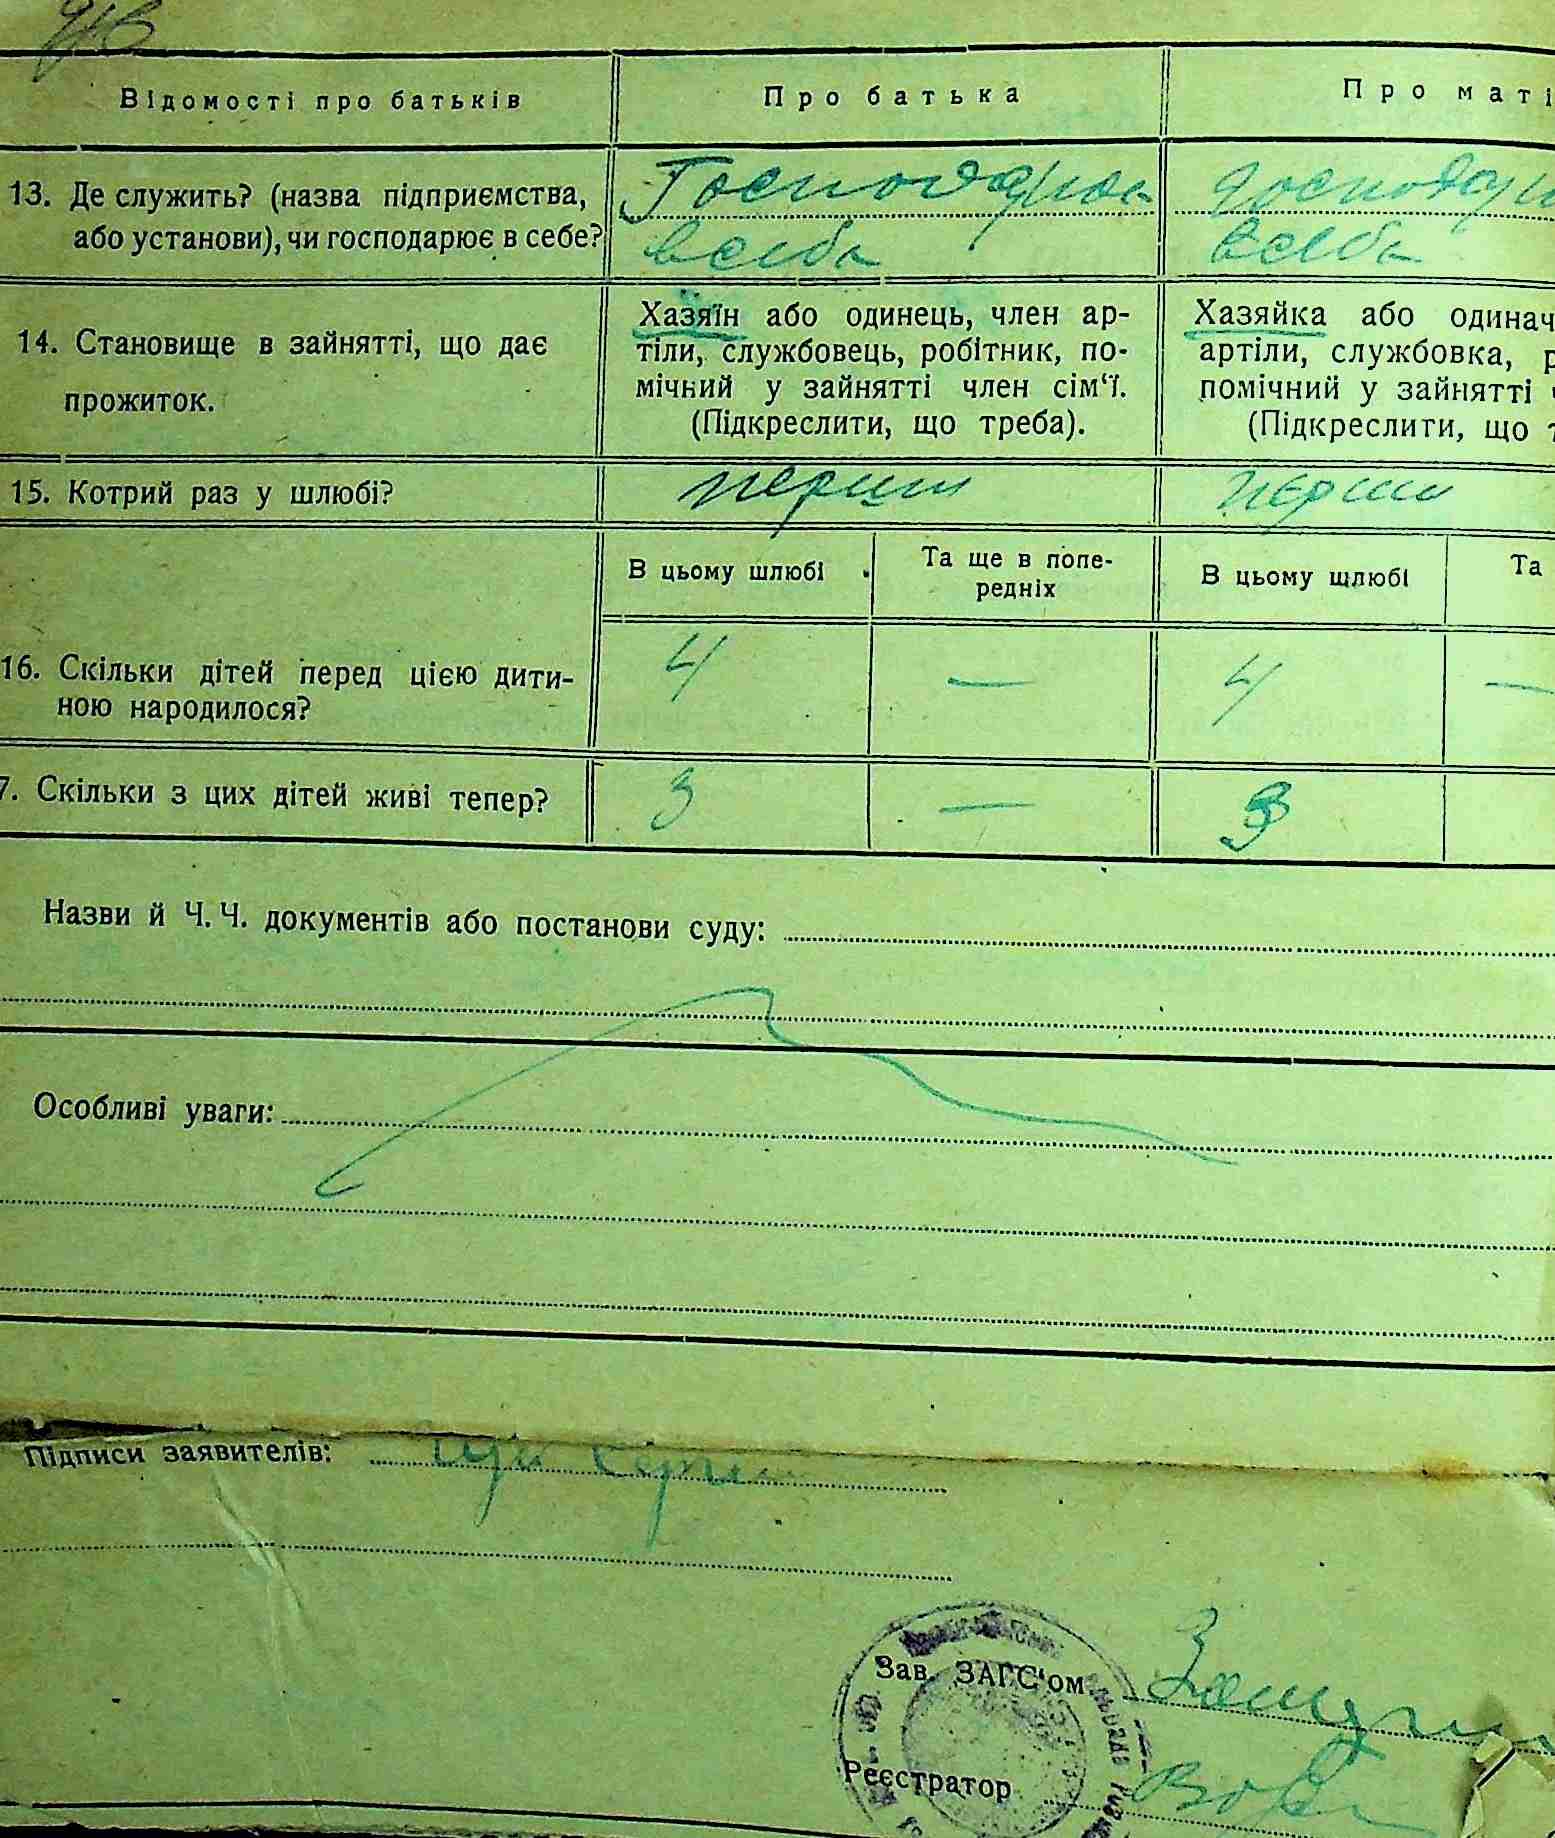 Відомості про батьків
Про батька
Про маті
13. Де служить? (назва підприємства,
або установи), чи господарює в себе?
Господарює
в себе
господарю
в себе
14. Становище в зайнятті, що дає
прожиток.
Хазяїн або одинець, член ар-
тіли, службовець, робітник, по-
мічний у зайнятті член сім‘ї.
(Підкреслити, що треба).
Хазяйка або одинач
артіли, службовка, р
помічний у зайнятті ч
(Підкреслити, що т
15. Котрий раз у шлюбі?
перший
перший
В цьому шлюбі
Та ще в попе-
редніх
В цьому шлюбі
Та
16. Скільки дітей перед цією дити-
ною народилося?
4
—
4
—
7. Скільки з цих дітей живі тепер?
3
—
3
Назви й Ч. Ч. документів або постанови суду:
Особливі уваги:
Підписи заявителів:
Зав. ЗАГС‘ом
Реєстратор